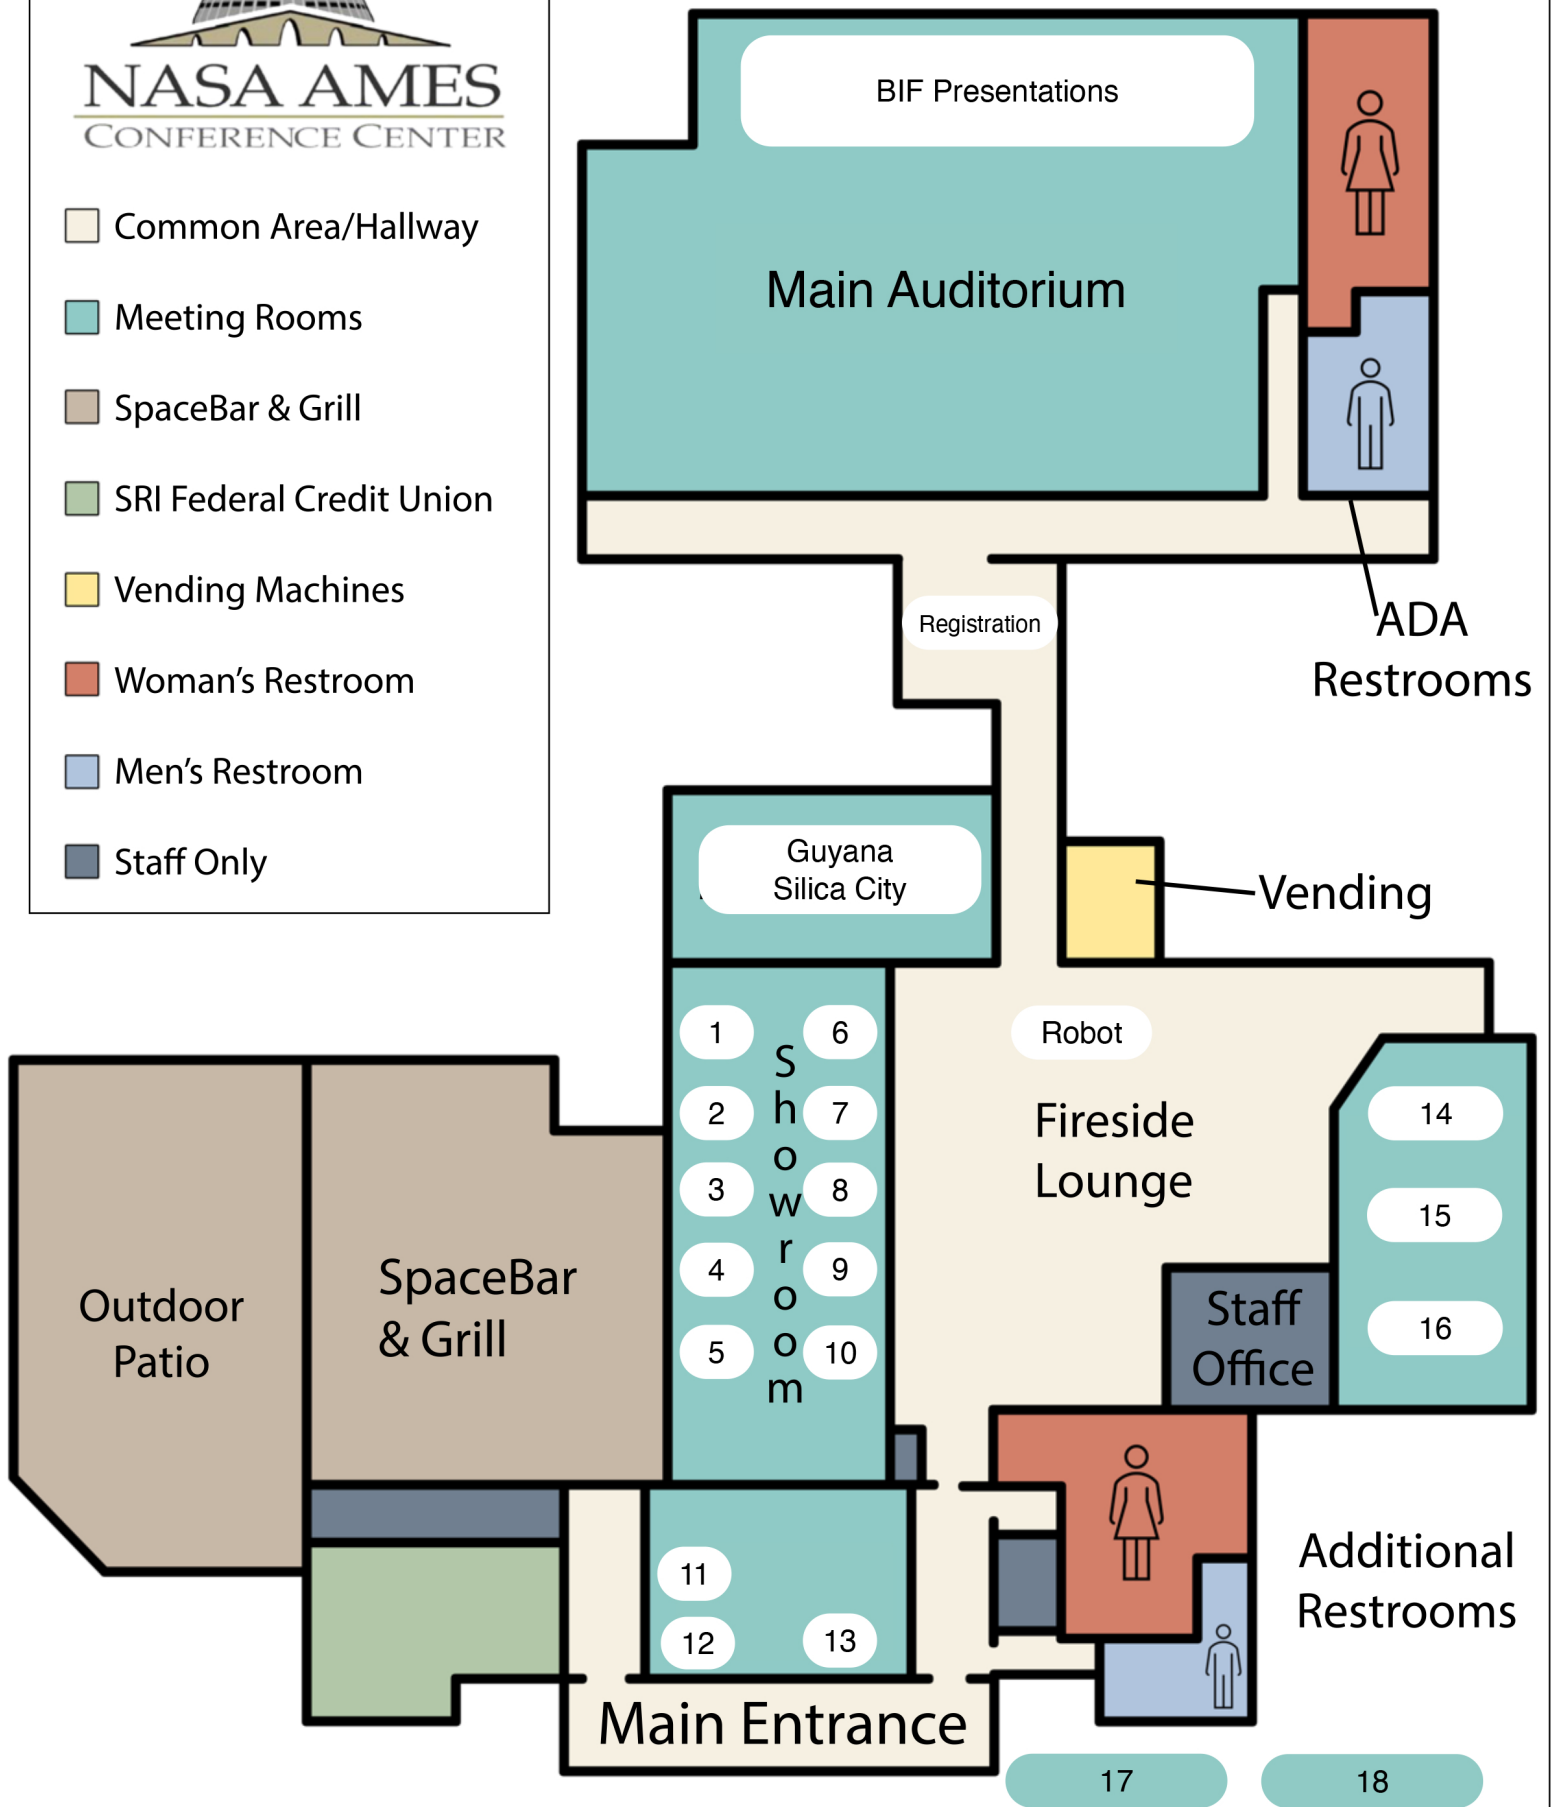 NASA AMES
CONFERENCE CENTER
Common Area/Hallway
Meeting Rooms
SpaceBar & Grill
SRI Federal Credit Union
Vending Machines
Woman's Restroom
Men's Restroom
Staff Only
BIF Presentations
Main Auditorium
ADA
Restrooms
Registration
Guyana
Silica City
Vending
Robot
Fireside
Lounge
1
2
3
4
5
Showroom
6
7
8
9
10
14
15
16
Staff
Office
SpaceBar
& Grill
Outdoor
Patio
11
12
13
Additional
Restrooms
Main Entrance
17
18